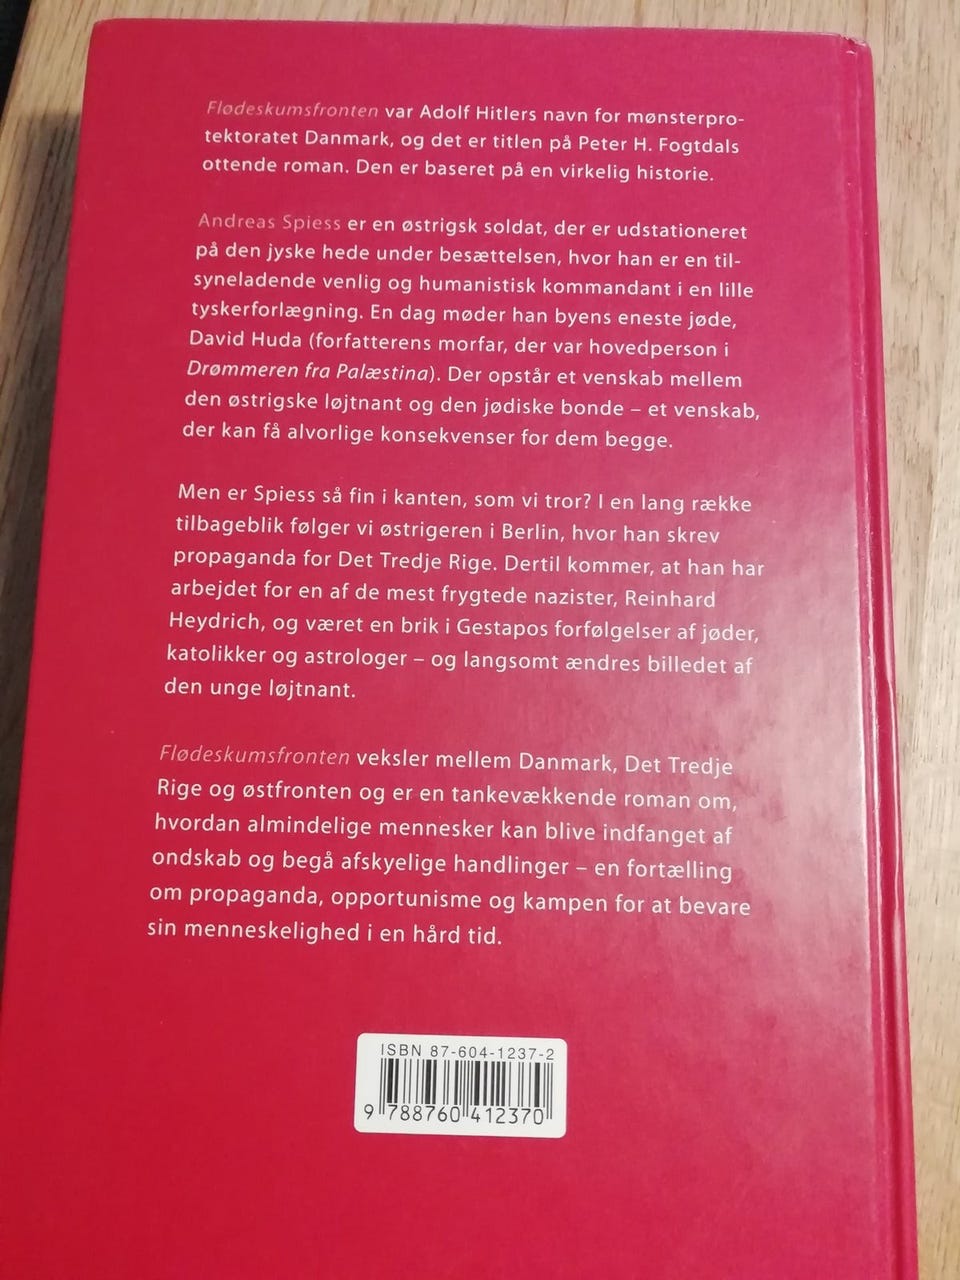 Flødeskumsfronten var Adolf Hitlers navn for mønsterpro-
tektoratet Danmark, og det er titlen på Peter H. Fogtdals
ottende roman. Den er baseret på en virkelig historie.
Andreas Spiess er en østrigsk soldat, der er udstationeret
på den jyske hede under besættelsen, hvor han er en til-
syneladende venlig og humanistisk kommandant i en lille
tyskerforlægning. En dag møder han byens eneste jøde,
David Huda (forfatterens morfar, der var hovedperson i
Drømmeren fra Palæstina). Der opstår et venskab mellem
den østrigske løjtnant og den jødiske bonde – et venskab,
der kan få alvorlige konsekvenser for dem begge.
Men er Spiess så fin i kanten, som vi tror? I en lang række
tilbageblik følger vi østrigeren i Berlin, hvor han skrev
propaganda for Det Tredje Rige. Dertil kommer, at han har
arbejdet for en af de mest frygtede nazister, Reinhard
Heydrich, og været en brik i Gestapos forfølgelser af jøder,
katolikker og astrologer – og langsomt ændres billedet af
den unge løjtnant.
Flødeskumsfronten veksler mellem Danmark, Det Tredje
Rige og østfronten og er en tankevækkende roman om,
hvordan almindelige mennesker kan blive indfanget af
ondskab og begå afskyelige handlinger – en fortælling
om propaganda, opportunisme og kampen for at bevare
sin menneskelighed i en hård tid.
ISBN 87-604-1237-2
9 788760 412370